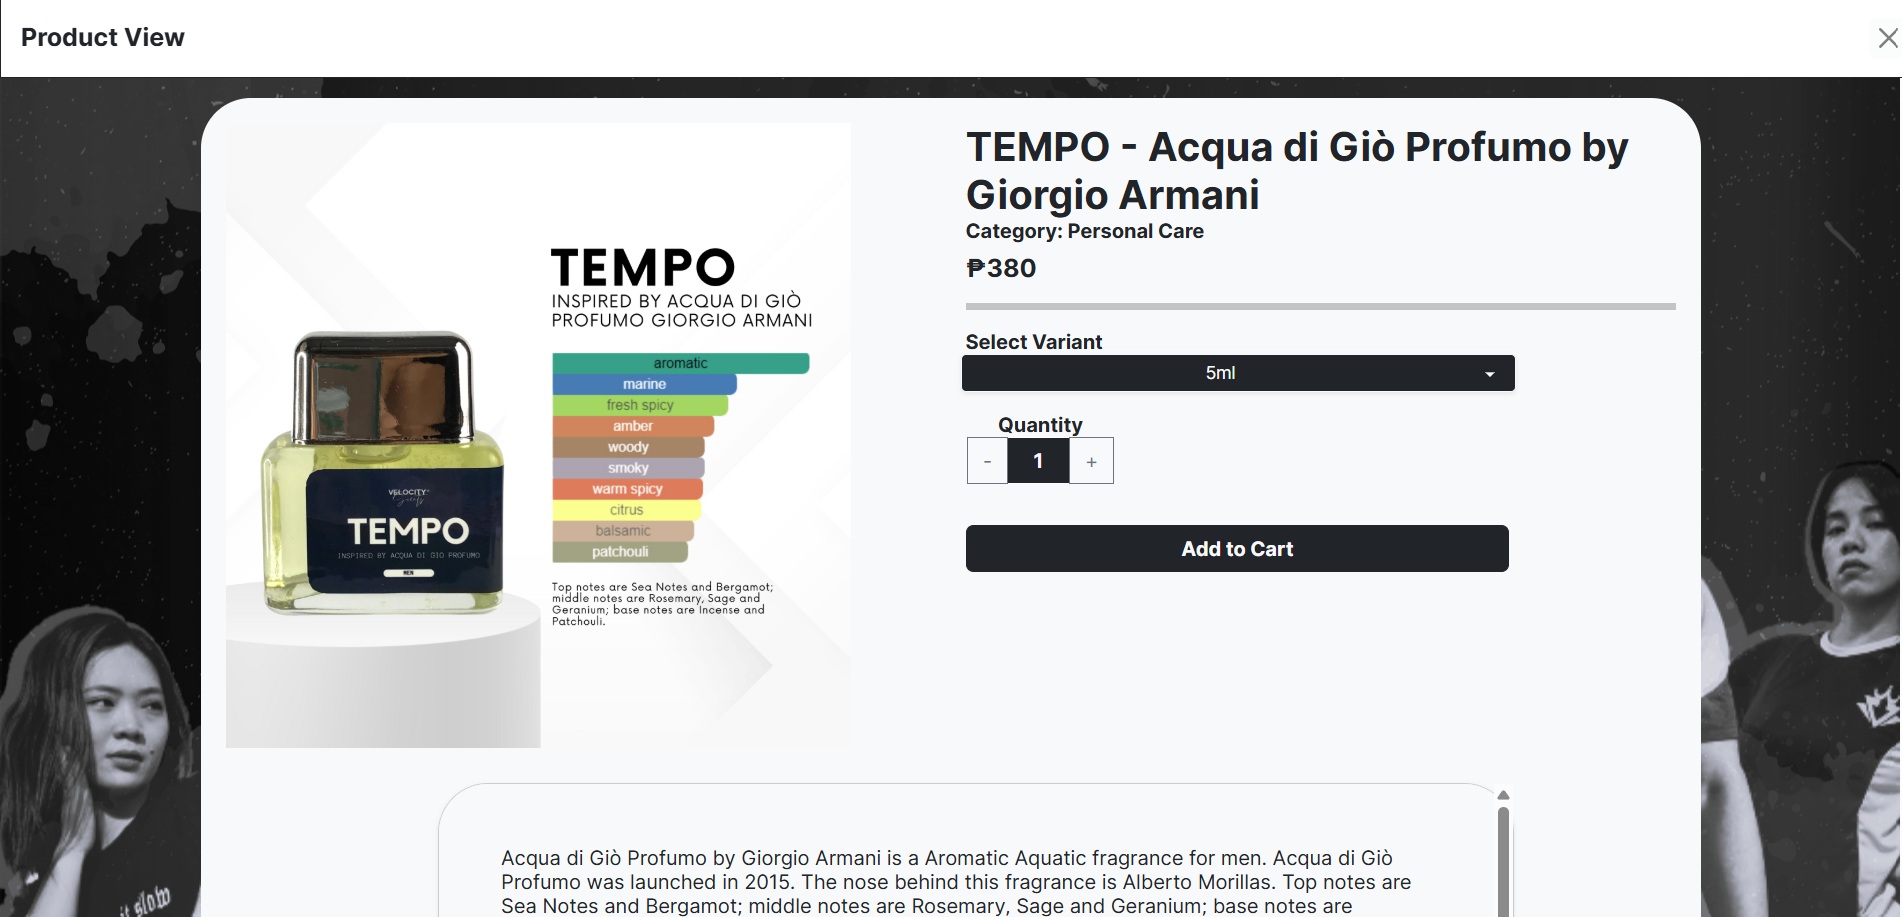 Product View
TEMPO - Acqua di Giò Profumo by
Giorgio Armani
Category: Personal Care
₱380
Select Variant
5ml
Quantity
- 1 +
Add to Cart
TEMPO
INSPIRED BY ACQUA DI GIÒ
PROFUMO GIORGIO ARMANI
aromatic
marine
fresh spicy
amber
woody
smoky
warm spicy
citrus
balsamic
patchouli
Top notes are Sea Notes and Bergamot;
middle notes are Rosemary, Sage and
Geranium; base notes are Incense and
Patchouli.
VELOCITY
Scents
TEMPO
INSPIRED BY ACQUA DI GIO PROFUMO
MEN
Acqua di Giò Profumo by Giorgio Armani is a Aromatic Aquatic fragrance for men. Acqua di Giò
Profumo was launched in 2015. The nose behind this fragrance is Alberto Morillas. Top notes are
Sea Notes and Bergamot; middle notes are Rosemary, Sage and Geranium; base notes are
it slow